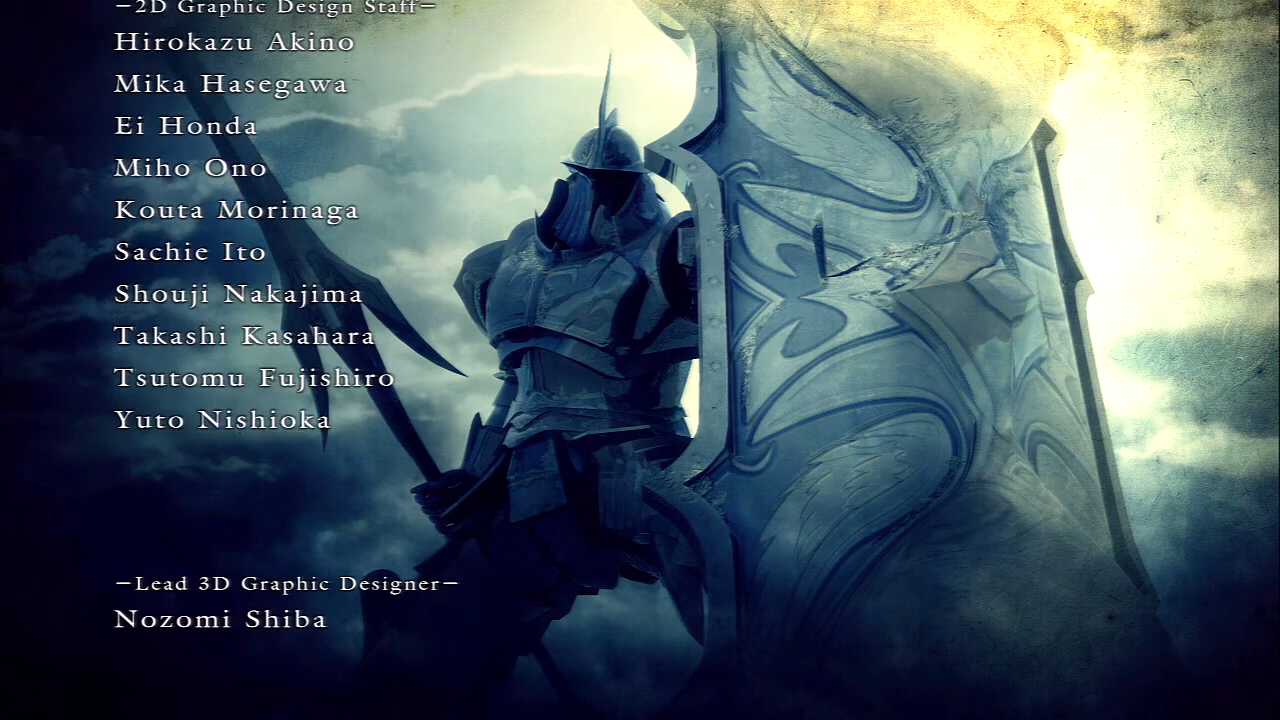 −2D Graphic Design Staff−
Hirokazu Akino
Mika Hasegawa
Ei Honda
Miho Ono
Kouta Morinaga
Sachie Ito
Shouji Nakajima
Takashi Kasahara
Tsutomu Fujishiro
Yuto Nishioka
−Lead 3D Graphic Designer−
Nozomi Shiba